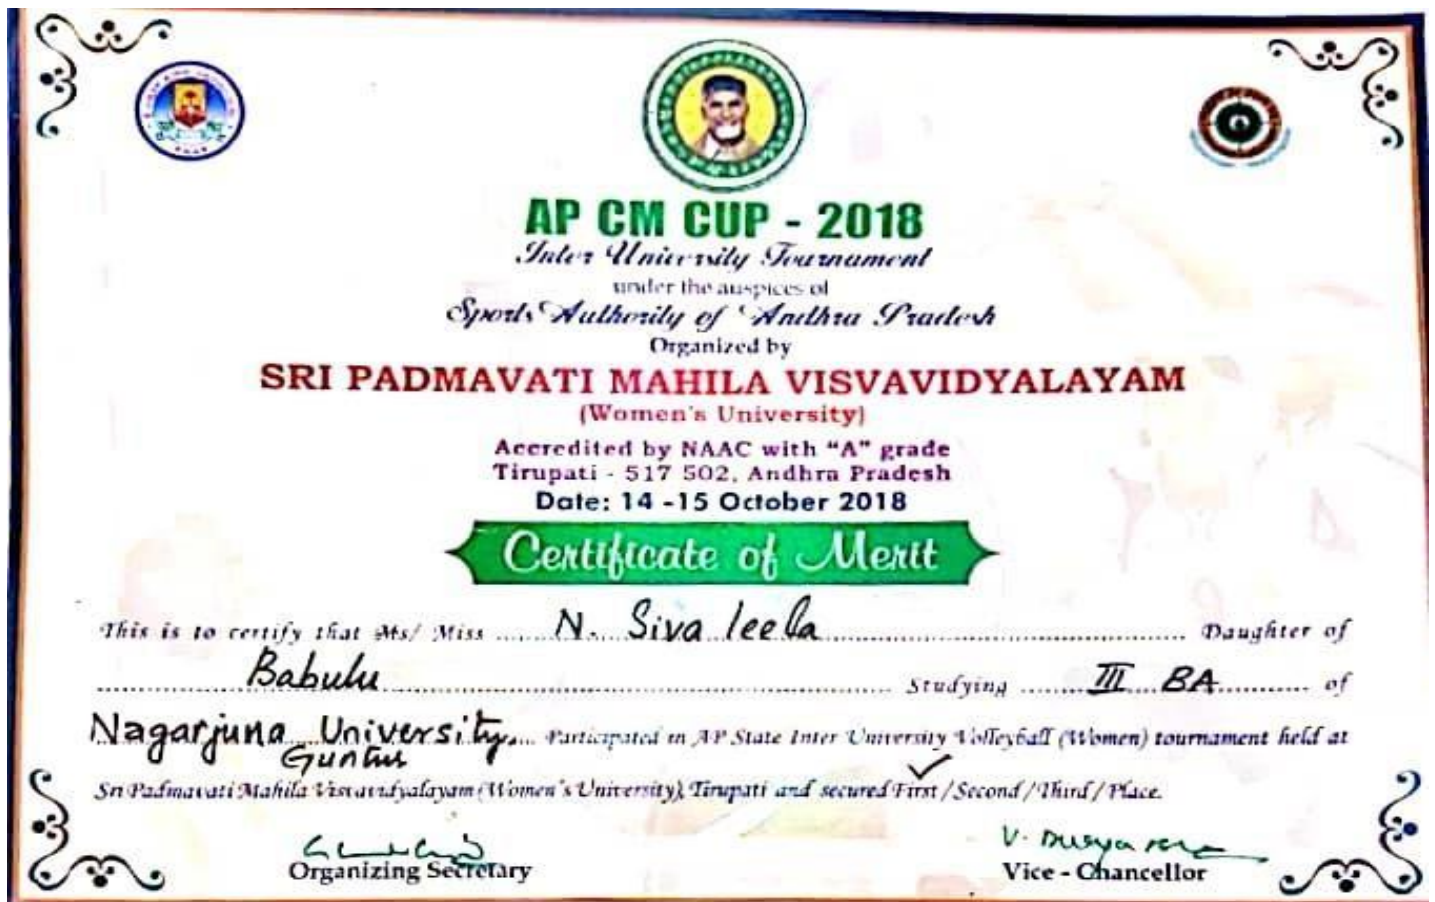 AP CM CUP - 2018
Inter University Tournament
under the auspices of
Sports Authority of Andhra Pradesh
Organized by
SRI PADMAVATI MAHILA VISVAVIDYALAYAM
(Women's University)
Accredited by NAAC with "A" grade
Tirupati - 517 502, Andhra Pradesh
Date: 14 -15 October 2018
Certificate of Merit
This is to certify that Ms/ Miss ..... N. Siva leela ..... Daughter of
..... Babulu ..... Studying ..... III BA ..... of
Nagarjuna University, ... Participated in AP State Inter University Volleyball (Women) tournament held at
Guntur
Sri Padmavati Mahila Visvavidyalayam (Women's University), Tirupati and secured First / Second / Third / Place.
Organizing Secretary
Vice - Chancellor